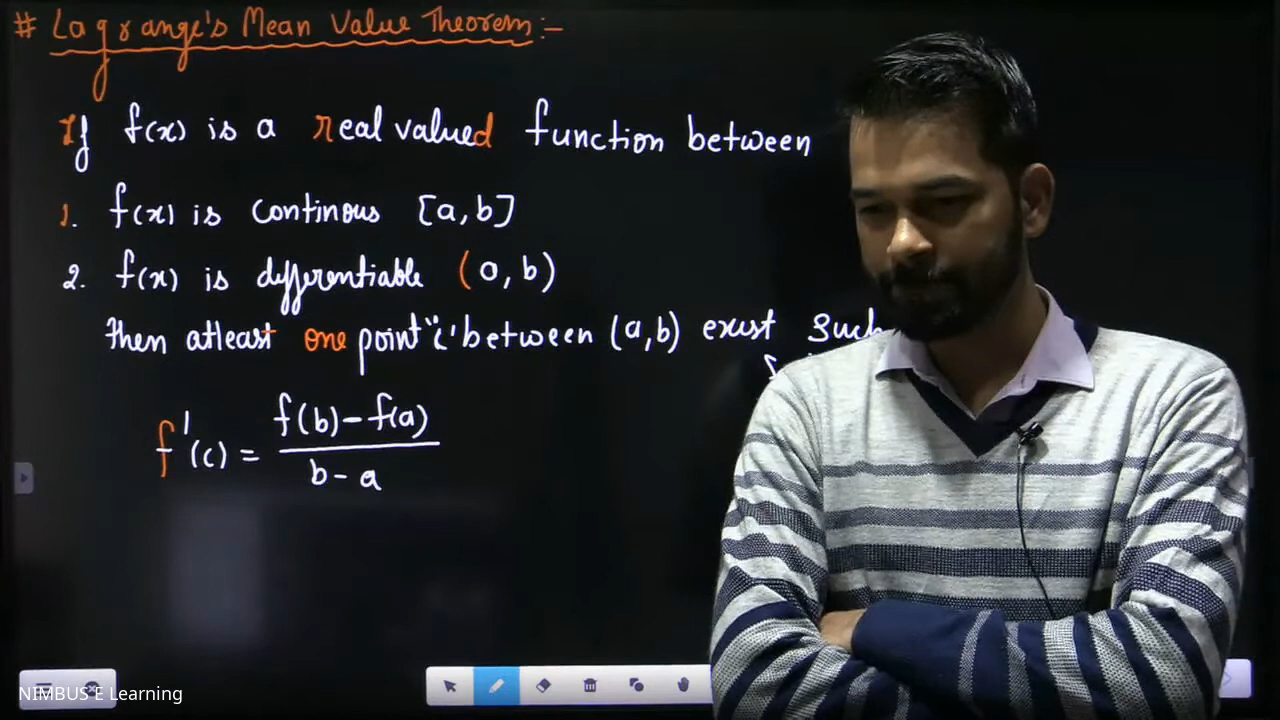 # Lagrange's Mean Value Theorem:-
If f(x) is a real valued function between
1. f(x) is continous [a,b]
2. f(x) is differentiable (a,b)
then atleast one point "c' between (a,b) exist such
f'(c) = f(b)-f(a) / b-a
NIMBUS E Learning